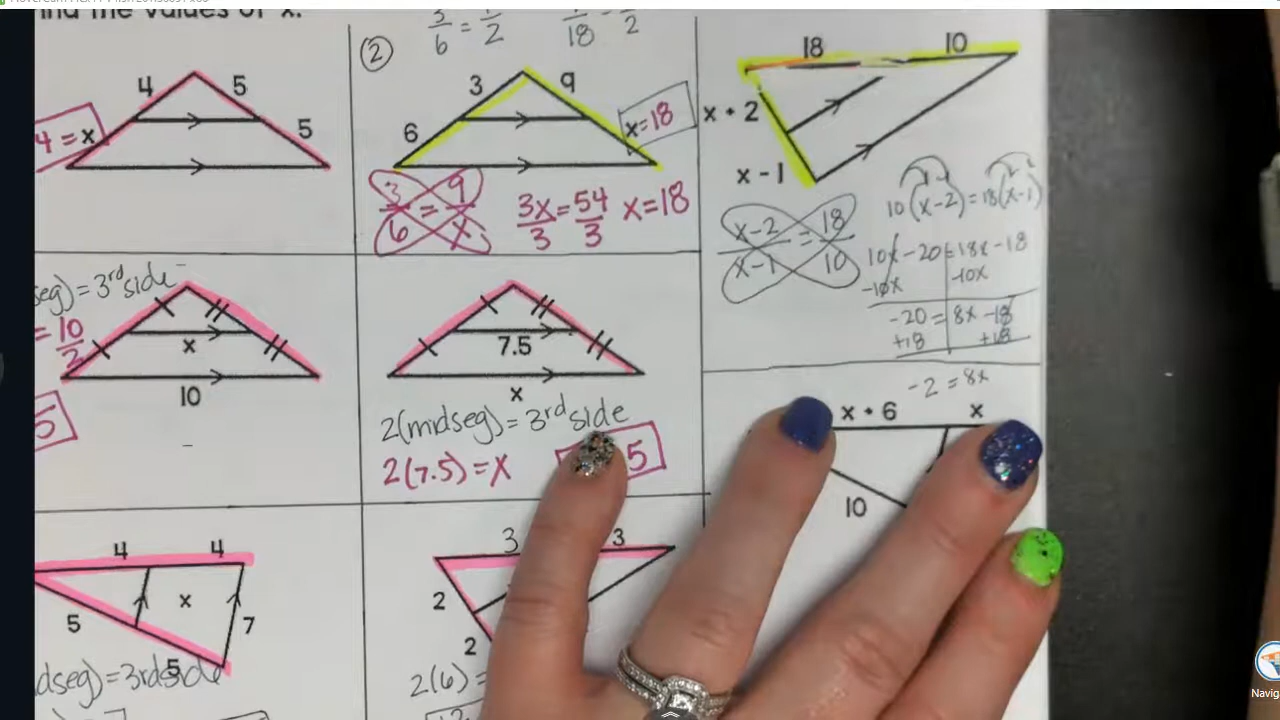 ind the values of x.
4
5
4 = x
5
2
3/6 = 1/2
/18 /2
3
9
6
x=18
3/6 = 9/x
3x/3 = 54/3
x=18
18
10
x + 2
x - 1
x-2/x-1 = 18/10
10(x-2)=18(x-1)
10x-20=18x-18
-10x -10x
-20= 8x-18
+18 +18
-2 = 8x
seg) = 3rd side
= 10/2
x
10
5
7.5
x
2(midseg) = 3rd side
2(7.5) = x
5
x + 6
x
10
4
4
x
5
7
5
dseg) = 3rd side
3
3
2
2
2(6) =
12
Navig